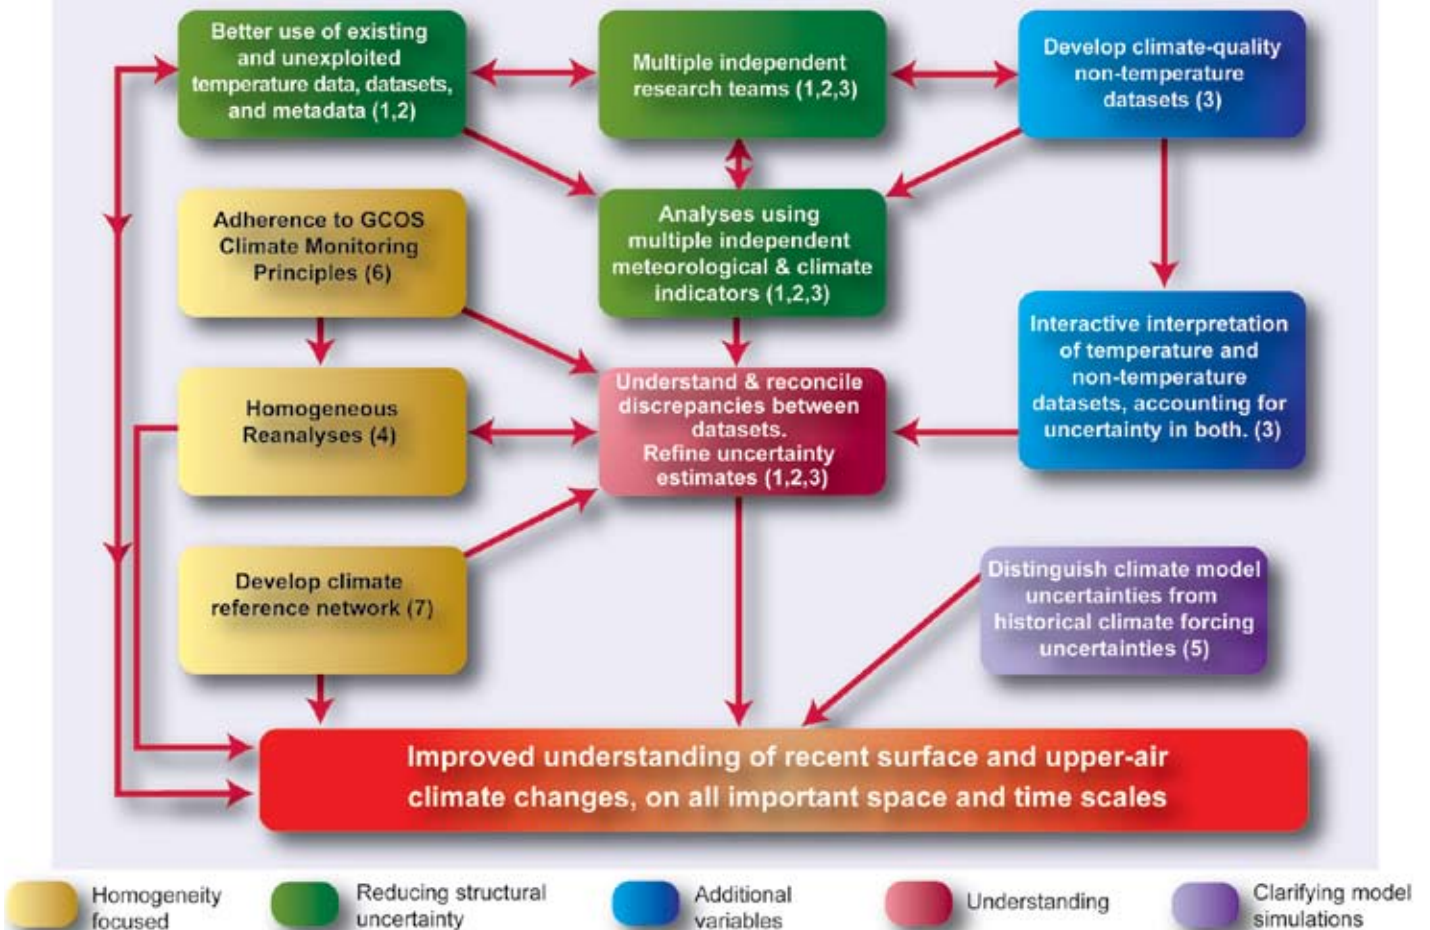 Better use of existing
and unexploited
temperature data, datasets,
and metadata (1,2)
Multiple independent
research teams (1,2,3)
Develop climate-quality
non-temperature
datasets (3)
Adherence to GCOS
Climate Monitoring
Principles (6)
Analyses using
multiple independent
meteorological & climate
indicators (1,2,3)
Interactive interpretation
of temperature and
non-temperature
datasets, accounting for
uncertainty in both. (3)
Homogeneous
Reanalyses (4)
Understand & reconcile
discrepancies between
datasets.
Refine uncertainty
estimates (1,2,3)
Develop climate
reference network (7)
Distinguish climate model
uncertainties from
historical climate forcing
uncertainties (5)
Improved understanding of recent surface and upper-air
climate changes, on all important space and time scales
Homogeneity
focused
Reducing structural
uncertainty
Additional
variables
Understanding
Clarifying model
simulations